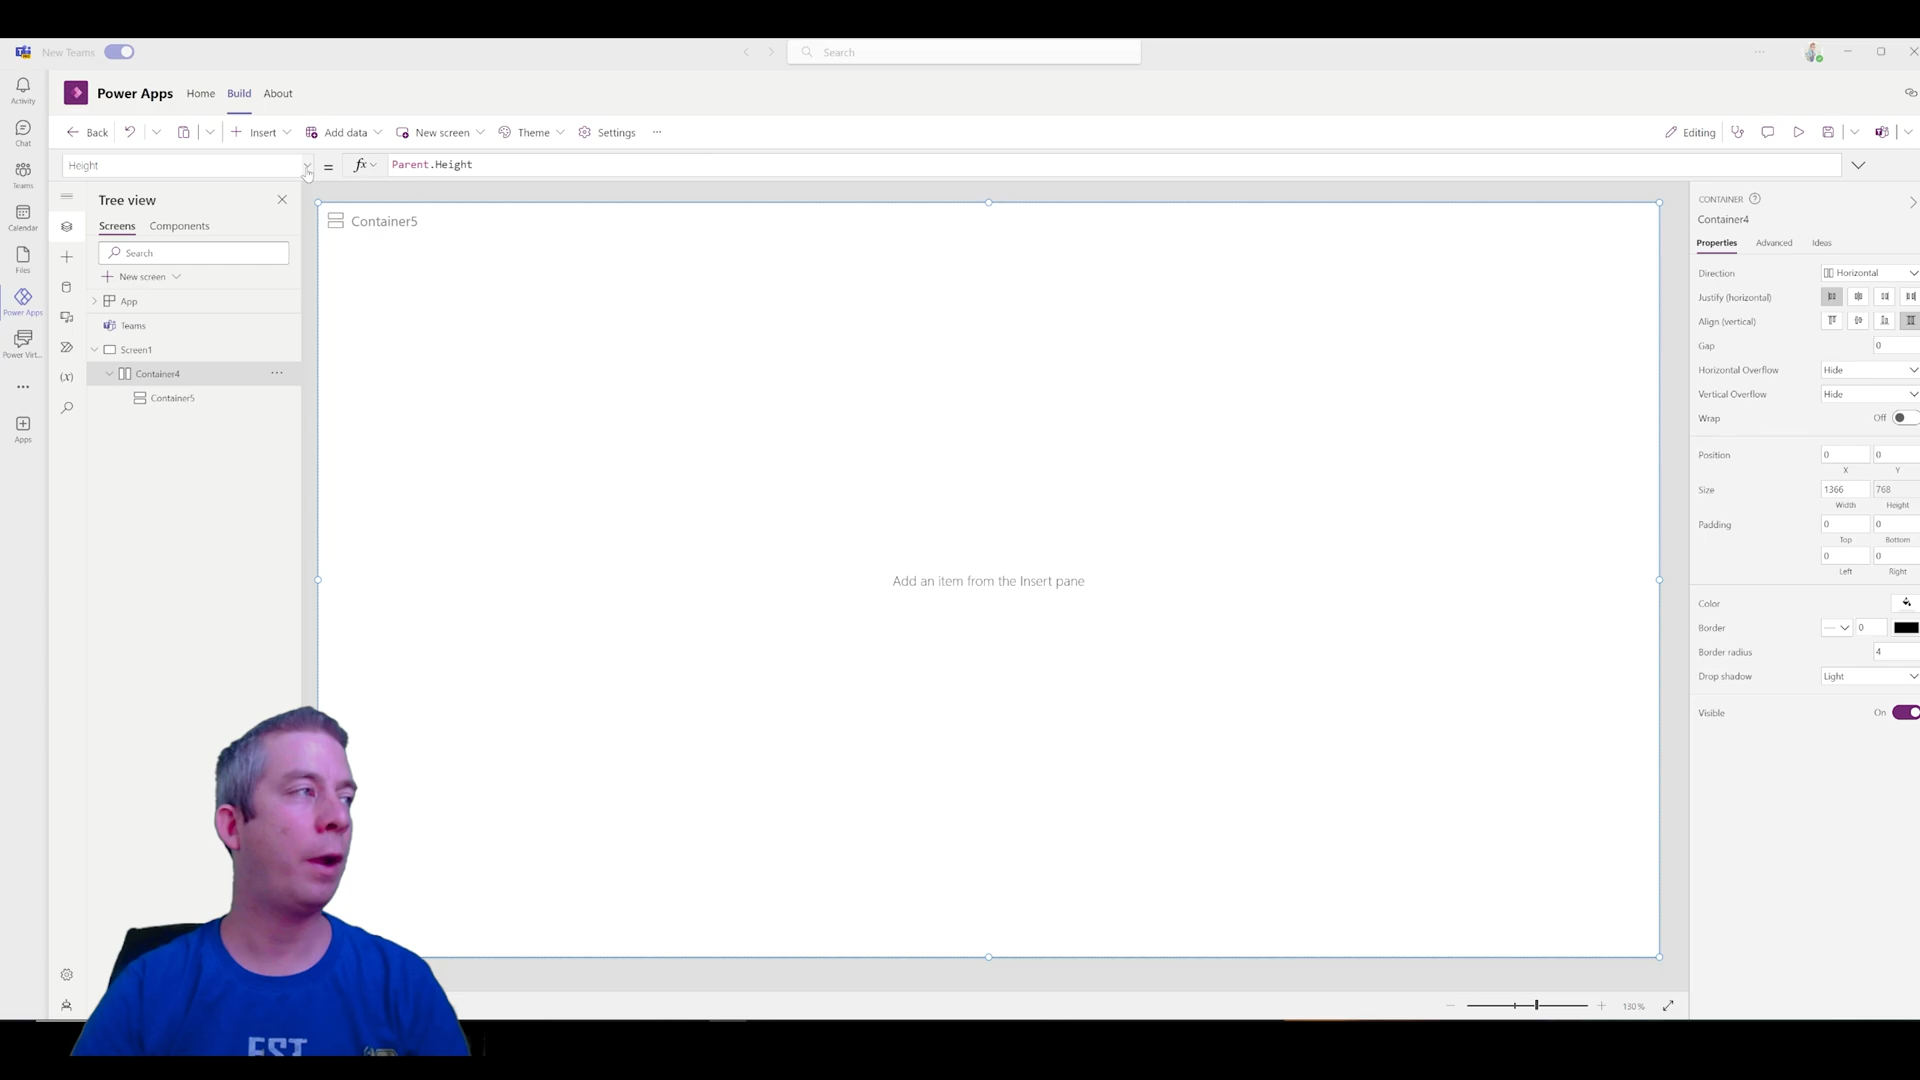 New Teams
Search
Power Apps Home Build About
Back Insert Add data New screen Theme Settings ... Editing
Height = fx Parent.Height
Activity
Chat
Teams
Calendar
Files
Power Apps
Power Virt...
Apps
Tree view
Screens Components
Search
New screen
App
Teams
Screen1
Container4 ...
Container5
Container5
Add an item from the Insert pane
130 %
CONTAINER
Container4
Properties Advanced Ideas
Direction Horizontal
Justify (horizontal)
Align (vertical)
Gap 0
Horizontal Overflow Hide
Vertical Overflow Hide
Wrap Off
Position 0 0
X Y
Size 1366 768
Width Height
Padding 0 0
Top Bottom
0 0
Left Right
Color
Border 0
Border radius 4
Drop shadow Light
Visible On
EST